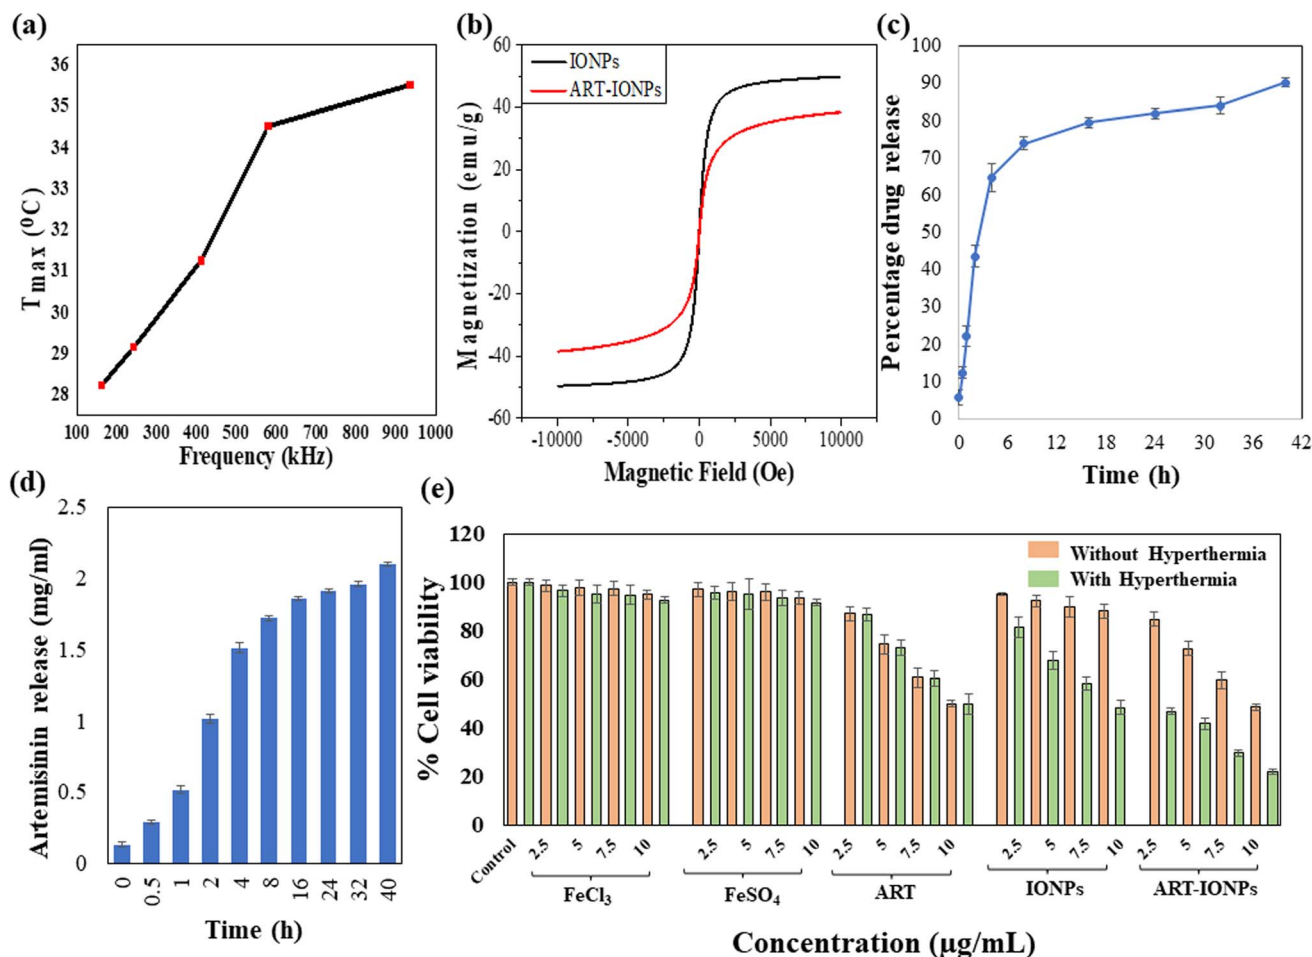 (a)
36
35
34
33
32
31
30
29
28
Tmax (⁰C)
100 200 300 400 500 600 700 800 900 1000
Frequency (kHz)
(b)
60
40
20
0
-20
-40
-60
Magnetization (emu/g)
IONPs
ART-IONPs
-10000 -5000 0 5000 10000
Magnetic Field (Oe)
(c)
100
90
80
70
60
50
40
30
20
10
0
Percentage drug release
0 6 12 18 24 30 36 42
Time (h)
(d)
2.5
2
1.5
1
0.5
0
Artemisinin release (mg/ml)
0 0.5 1 2 4 8 16 24 32 40
Time (h)
(e)
120
100
80
60
40
20
0
% Cell viability
Without Hyperthermia
With Hyperthermia
Control 2.5 5 7.5 10 2.5 5 7.5 10 2.5 5 7.5 10 2.5 5 7.5 10 2.5 5 7.5 10
FeCl₃ FeSO₄ ART IONPs ART-IONPs
Concentration (µg/mL)